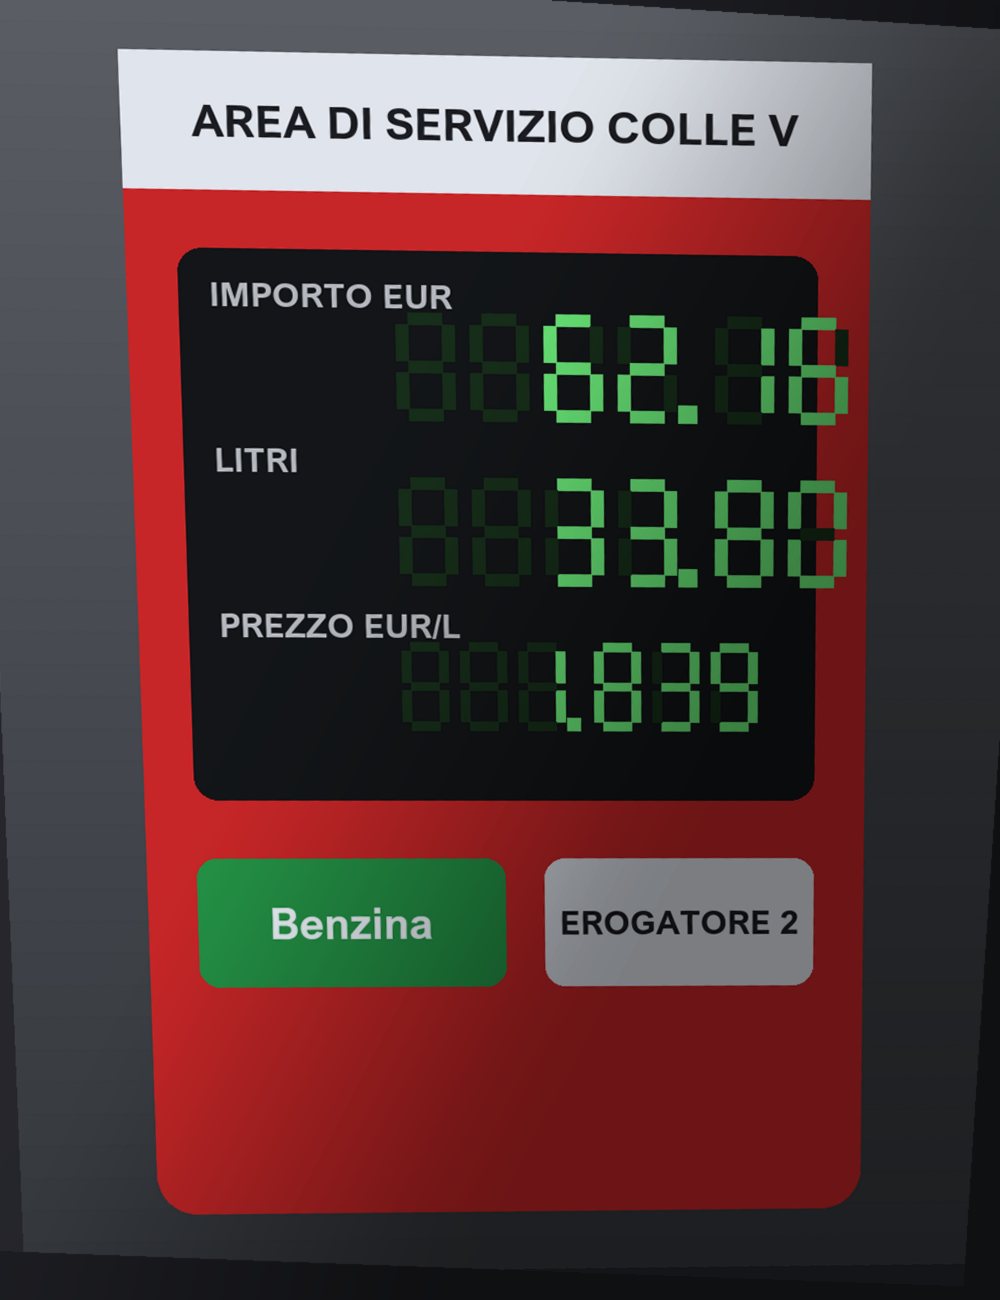 AREA DI SERVIZIO COLLE V
IMPORTO EUR
62.16
LITRI
33.80
PREZZO EUR/L
1.839
Benzina
EROGATORE 2